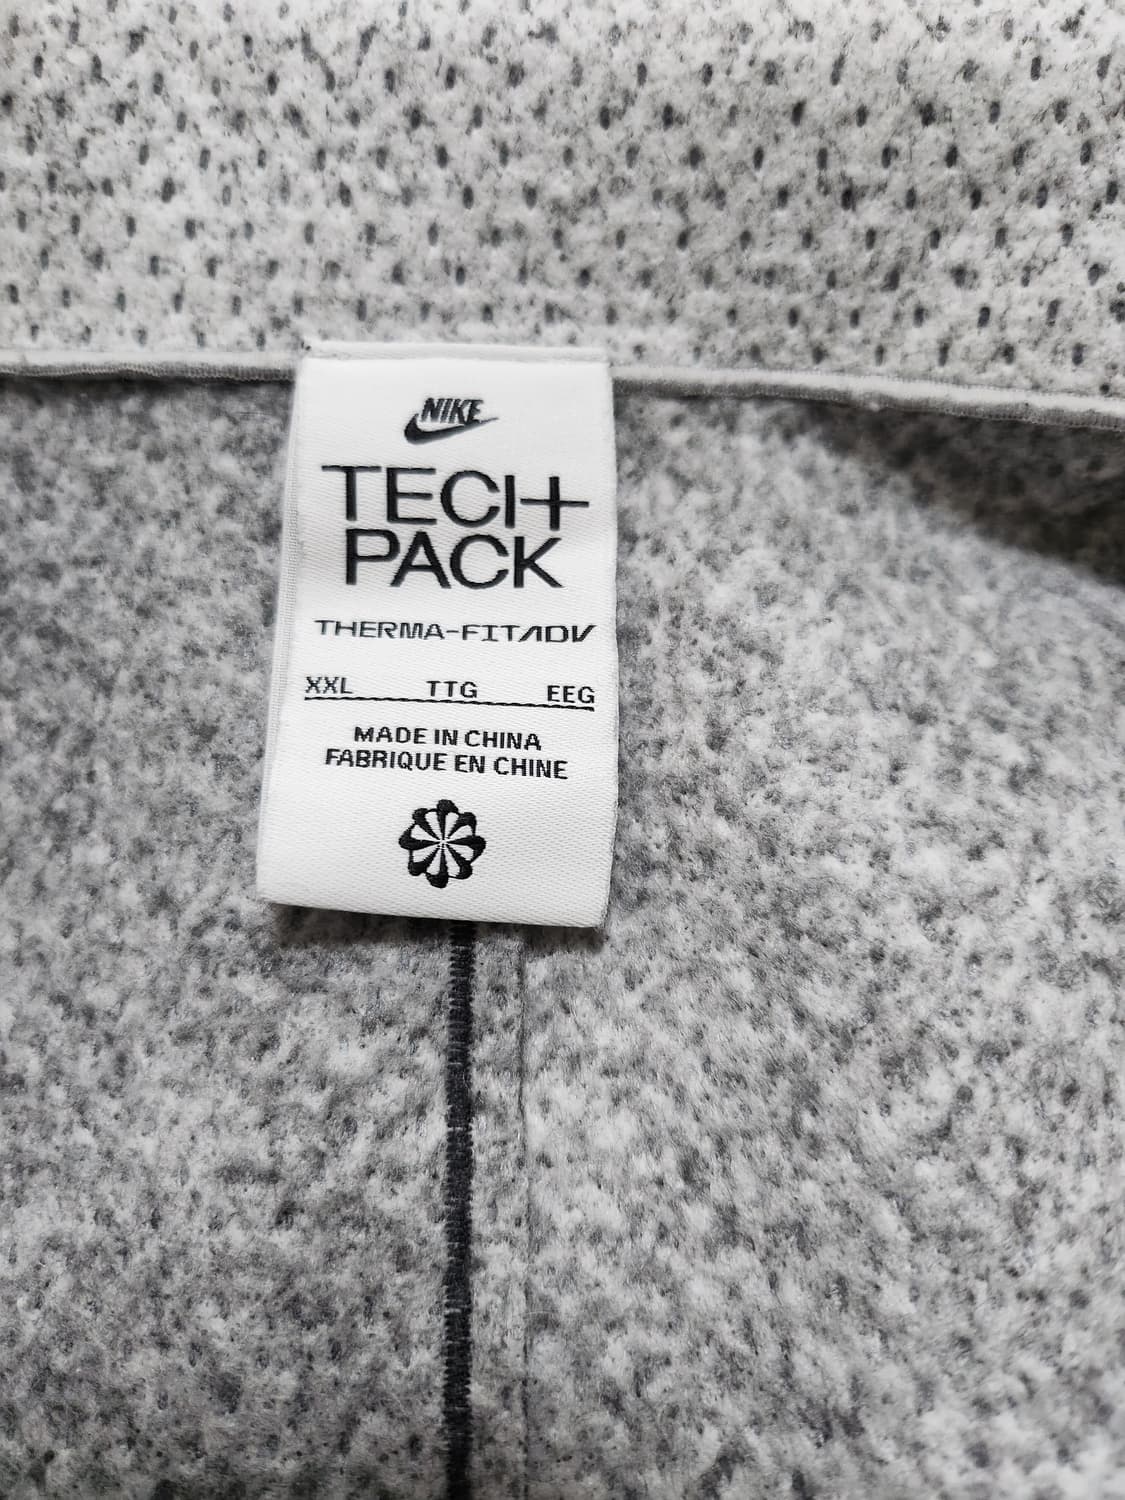 NIKE
TECH
PACK
THERMA-FITADV
XXL TTG EEG
MADE IN CHINA
FABRIQUE EN CHINE